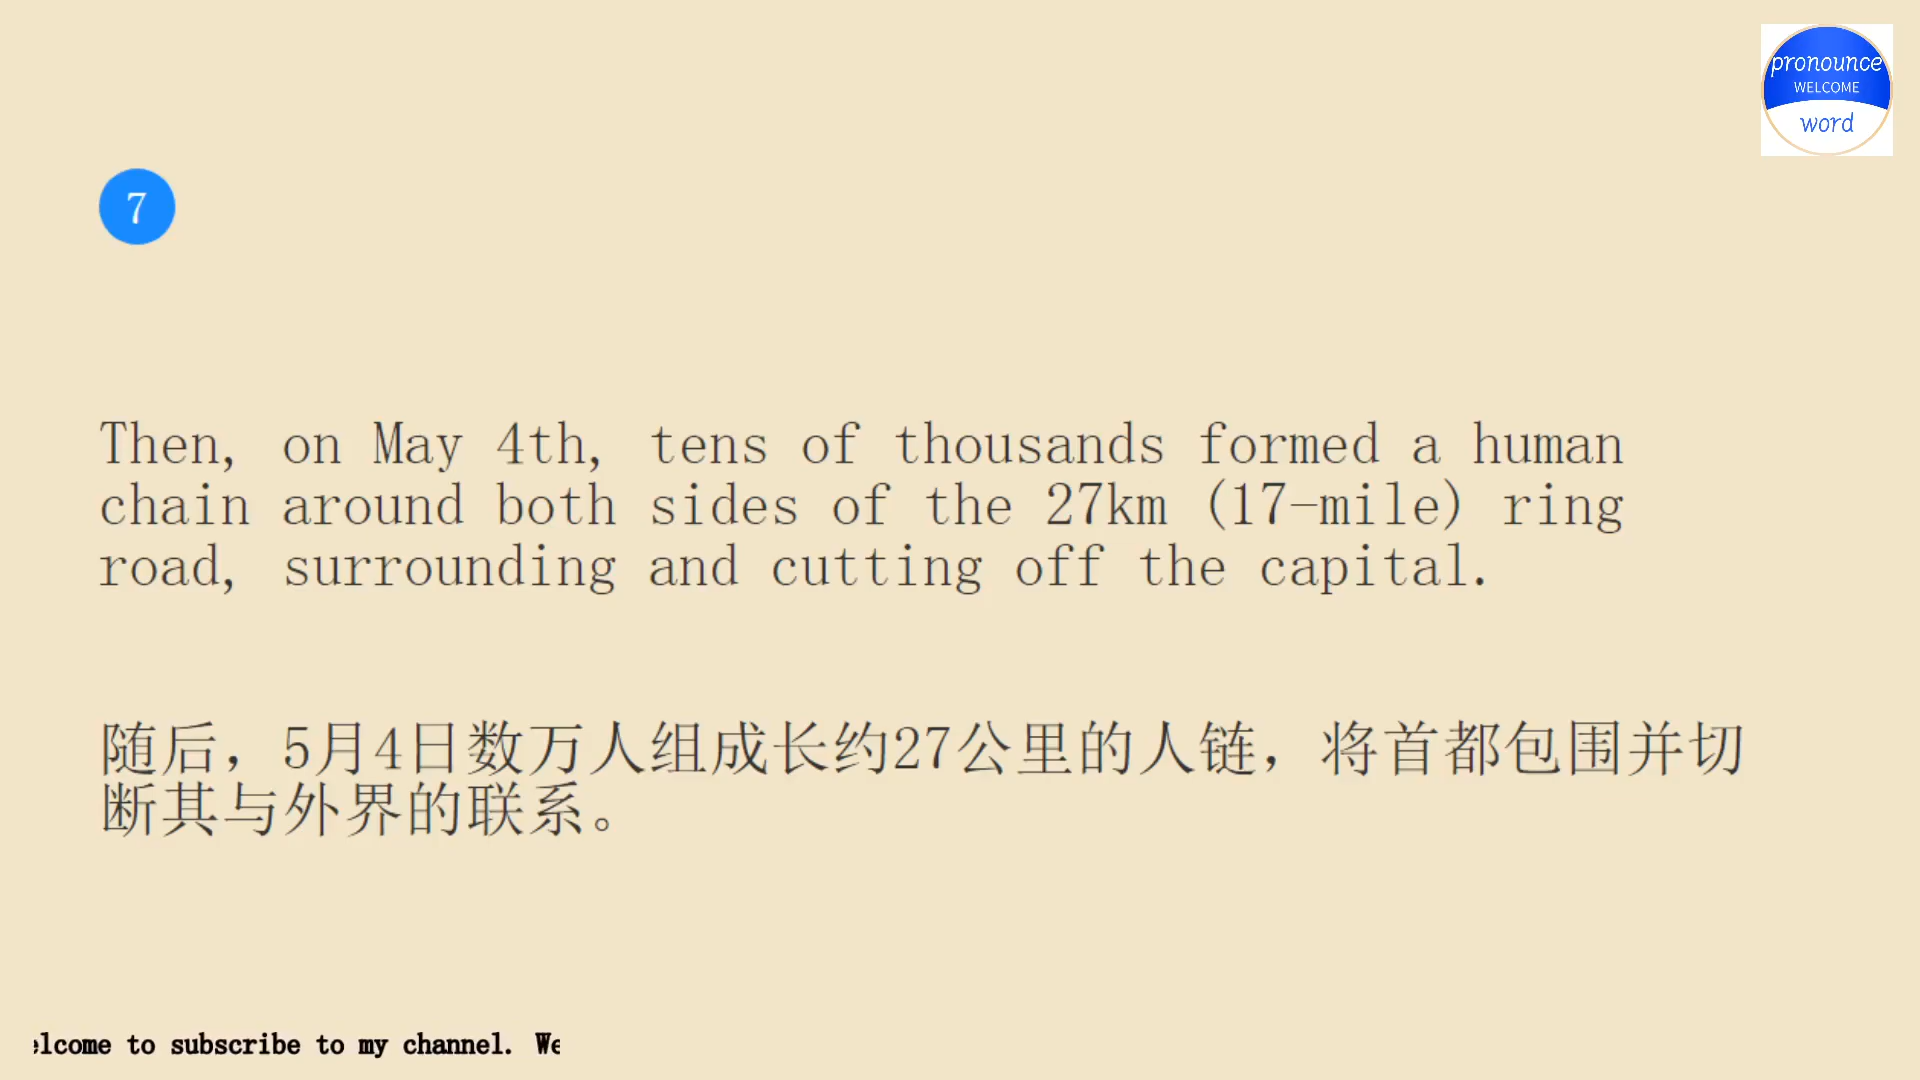 pronounce
WELCOME
word
7
Then, on May 4th, tens of thousands formed a human
chain around both sides of the 27km (17-mile) ring
road, surrounding and cutting off the capital.
随后，5月4日数万人组成长约27公里的人链，将首都包围并切
断其与外界的联系。
elcome to subscribe to my channel. We